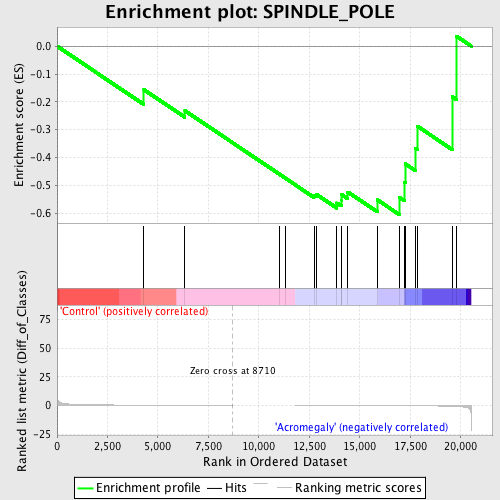 Enrichment plot: SPINDLE_POLE
Enrichment score (ES)
0.0
-0.1
-0.2
-0.3
-0.4
-0.5
-0.6
'Control' (positively correlated)
Ranked list metric (Diff_of_Classes)
75
50
25
0
-25
Zero cross at 8710
'Acromegaly' (negatively correlated)
0 2,500 5,000 7,500 10,000 12,500 15,000 17,500 20,000
Rank in Ordered Dataset
Enrichment profile Hits Ranking metric scores